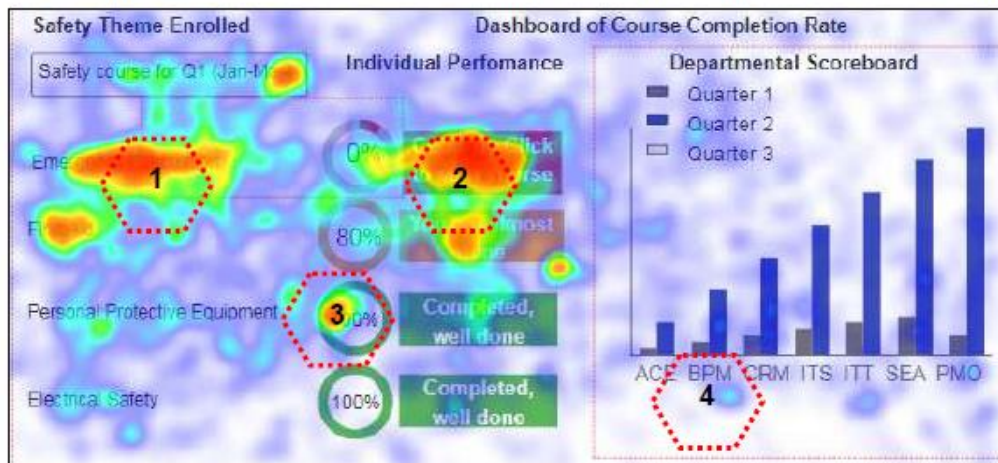 Safety Theme Enrolled
Dashboard of Course Completion Rate
Safety course for Q1 (Jan-M
Individual Perfomance
Departmental Scoreboard
Quarter 1
Quarter 2
Quarter 3
0%
1
2
80%
Personal Protective Equipment
3
Completed,
well done
ACE BPM CRM ITS ITT SEA PMO
4
Electrical Safety
100%
Completed,
well done